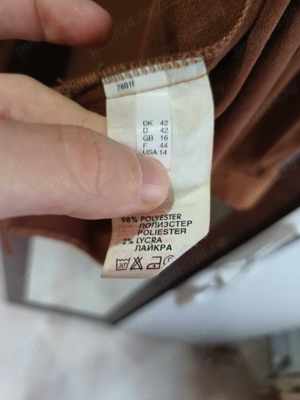 DK 42
D 42
GB 16
F 44
USA 14
98% POLYESTER
ПОЛИЭСТЕР
POLIESTER
2% LYCRA
ЛАЙКРА